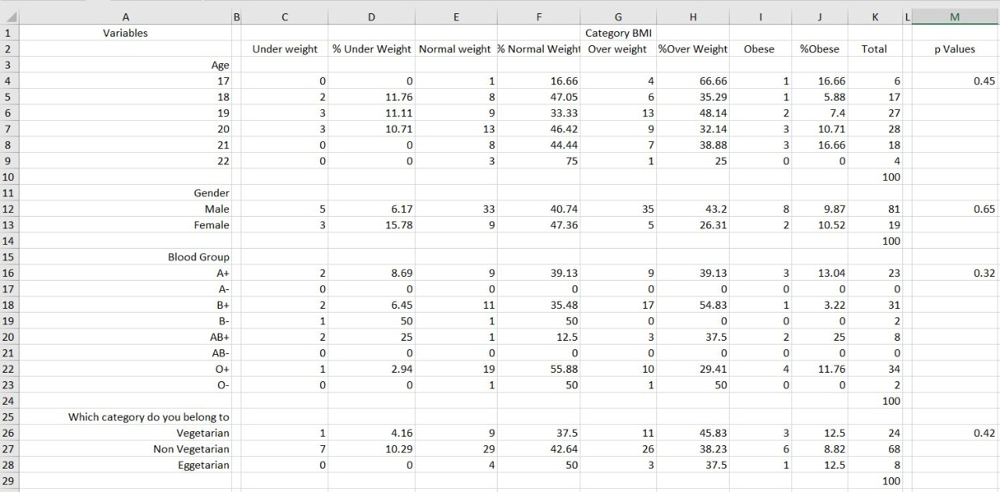 A B C D E F G H I J K L M
1 Variables Category BMI
2 Under weight % Under Weight Normal weight % Normal Weight Over weight %Over Weight Obese %Obese Total p Values
3 Age
4 17 0 0 1 16.66 4 66.66 1 16.66 6 0.45
5 18 2 11.76 8 47.05 6 35.29 1 5.88 17
6 19 3 11.11 9 33.33 13 48.14 2 7.4 27
7 20 3 10.71 13 46.42 9 32.14 3 10.71 28
8 21 0 0 8 44.44 7 38.88 3 16.66 18
9 22 0 0 3 75 1 25 0 0 4
10 100
11 Gender
12 Male 5 6.17 33 40.74 35 43.2 8 9.87 81 0.65
13 Female 3 15.78 9 47.36 5 26.31 2 10.52 19
14 100
15 Blood Group
16 A+ 2 8.69 9 39.13 9 39.13 3 13.04 23 0.32
17 A- 0 0 0 0 0 0 0 0 0
18 B+ 2 6.45 11 35.48 17 54.83 1 3.22 31
19 B- 1 50 1 50 0 0 0 0 2
20 AB+ 2 25 1 12.5 3 37.5 2 25 8
21 AB- 0 0 0 0 0 0 0 0 0
22 O+ 1 2.94 19 55.88 10 29.41 4 11.76 34
23 O- 0 0 1 50 1 50 0 0 2
24 100
25 Which category do you belong to
26 Vegetarian 1 4.16 9 37.5 11 45.83 3 12.5 24 0.42
27 Non Vegetarian 7 10.29 29 42.64 26 38.23 6 8.82 68
28 Eggetarian 0 0 4 50 3 37.5 1 12.5 8
29 100